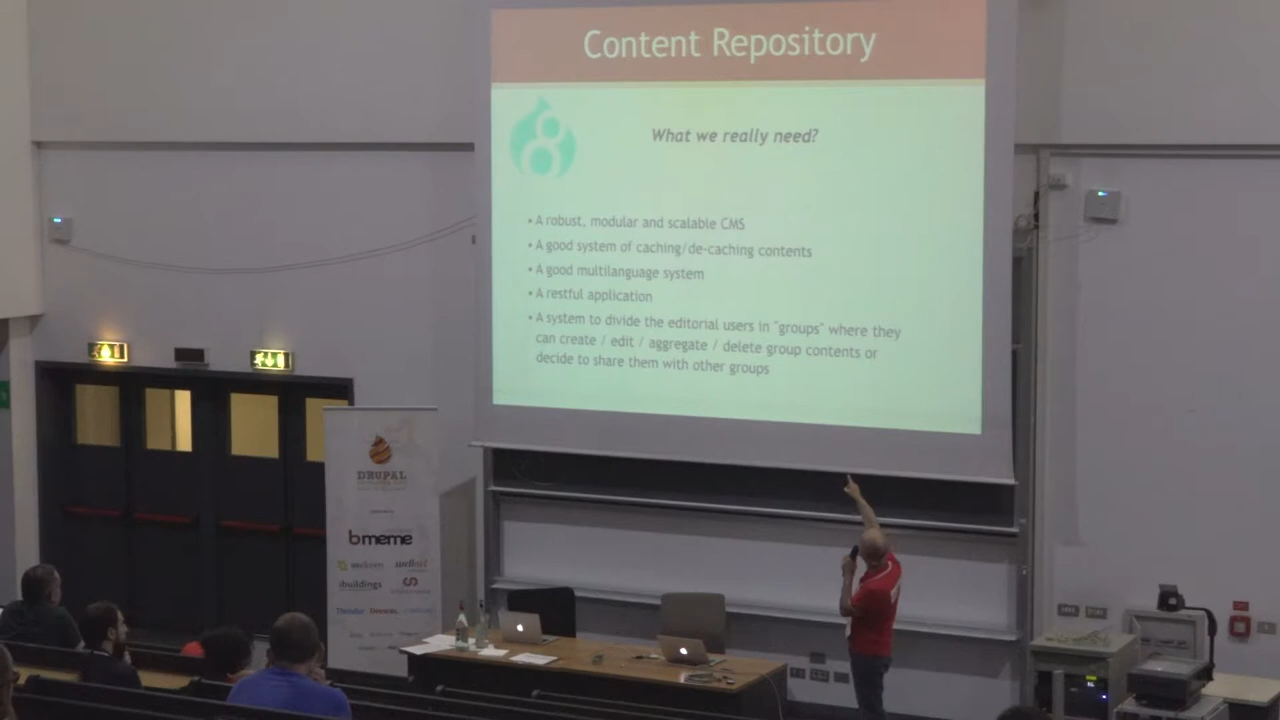 Content Repository
8
What we really need?
• A robust, modular and scalable CMS
• A good system of caching/de-caching contents
• A good multilanguage system
• A restful application
• A system to divide the editorial users in "groups" where they
can create / edit / aggregate / delete group contents or
decide to share them with other groups
DRUPAL
bmeme
ibuildings